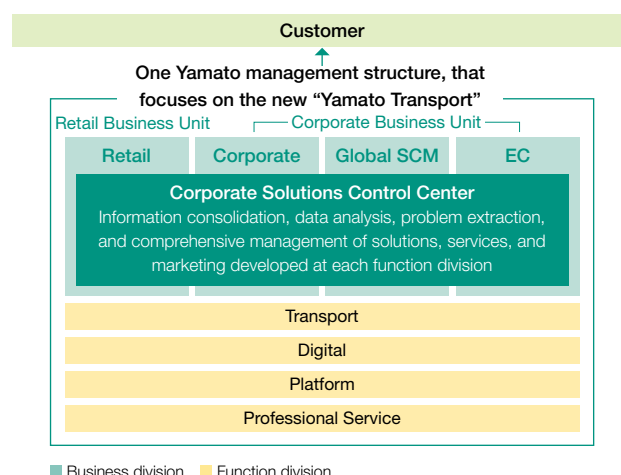 Customer
One Yamato management structure, that
focuses on the new “Yamato Transport”
Retail Business Unit
Corporate Business Unit
Retail
Corporate
Global SCM
EC
Corporate Solutions Control Center
Information consolidation, data analysis, problem extraction,
and comprehensive management of solutions, services, and
marketing developed at each function division
Transport
Digital
Platform
Professional Service
Business division
Function division